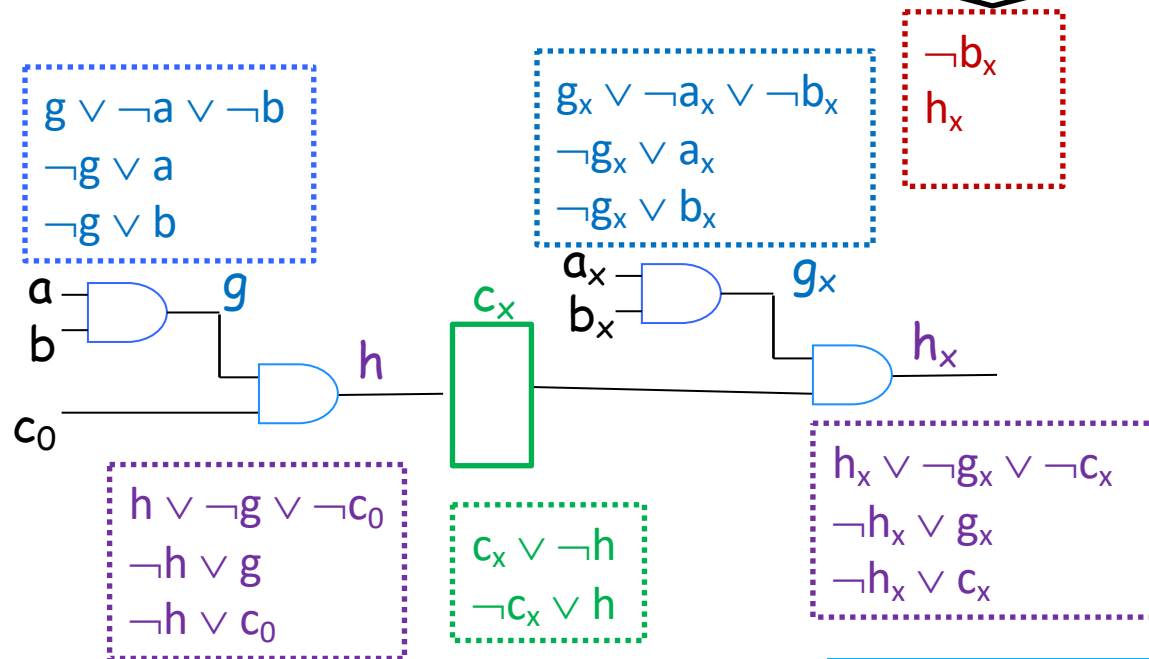 ¬bₓ
hₓ
g ∨ ¬a ∨ ¬b
¬g ∨ a
¬g ∨ b
gₓ ∨ ¬aₓ ∨ ¬bₓ
¬gₓ ∨ aₓ
¬gₓ ∨ bₓ
a
b
g
c₀
h
cₓ
aₓ
bₓ
gₓ
hₓ
h ∨ ¬g ∨ ¬c₀
¬h ∨ g
¬h ∨ c₀
cₓ ∨ ¬h
¬cₓ ∨ h
hₓ ∨ ¬gₓ ∨ ¬cₓ
¬hₓ ∨ gₓ
¬hₓ ∨ cₓ